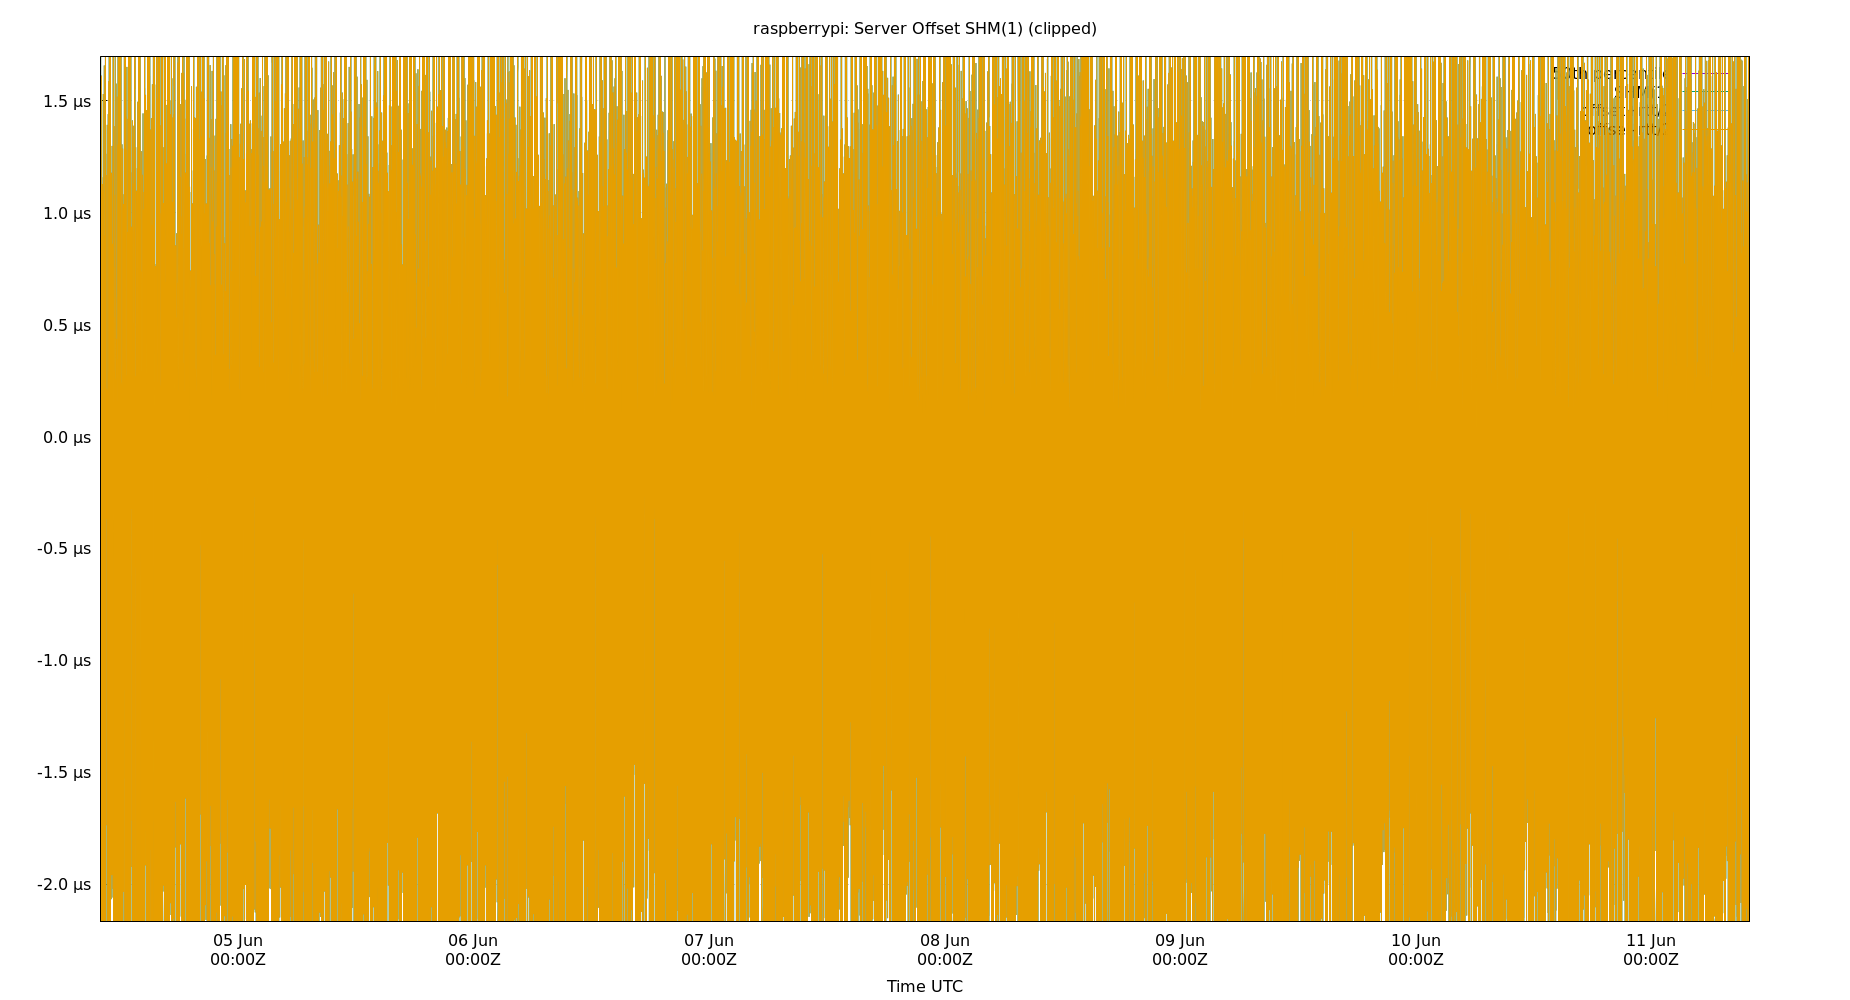 raspberrypi: Server Offset SHM(1) (clipped)
1.5 µs
1.0 µs
0.5 µs
0.0 µs
-0.5 µs
-1.0 µs
-1.5 µs
-2.0 µs
05 Jun
00:00Z
06 Jun
00:00Z
07 Jun
00:00Z
08 Jun
00:00Z
09 Jun
00:00Z
10 Jun
00:00Z
11 Jun
00:00Z
Time UTC